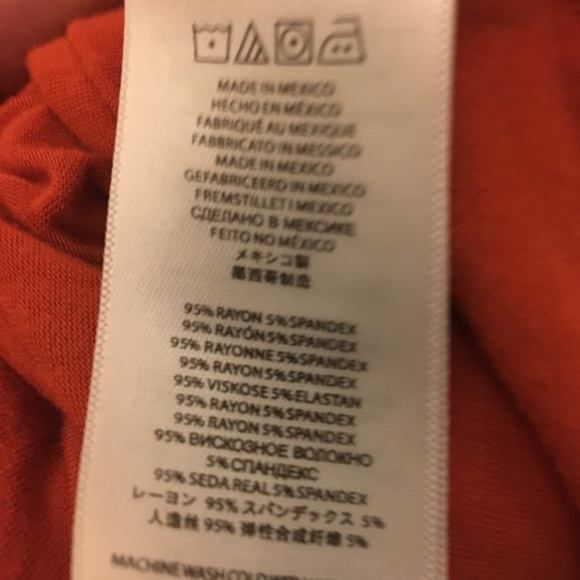 MADE IN MEXICO
HECHO EN MÉXICO
FABRIQUÉ AU MEXIQUE
FABBRICATO IN MESSICO
MADE IN MEXICO
GEFABRICEERD IN MEXICO
FREMSTILLET I MEXICO
СДЕЛАНО В МЕКСИКЕ
FEITO NO MÉXICO
メキシコ製
墨西哥制造
95% RAYON 5% SPANDEX
95% RAYÓN 5% SPANDEX
95% RAYONNE 5% SPANDEX
95% RAYON 5% SPANDEX
95% VISKOSE 5% ELASTAN
95% RAYON 5% SPANDEX
95% RAYON 5% SPANDEX
95% ВИСКОЗНОЕ ВОЛОКНО
5% СПАНДЕКС
95% SEDA REAL 5% SPANDEX
レーヨン 95% スパンデックス 5%
人造丝 95% 弹性合成纤维 5%
MACHINE WASH COLD